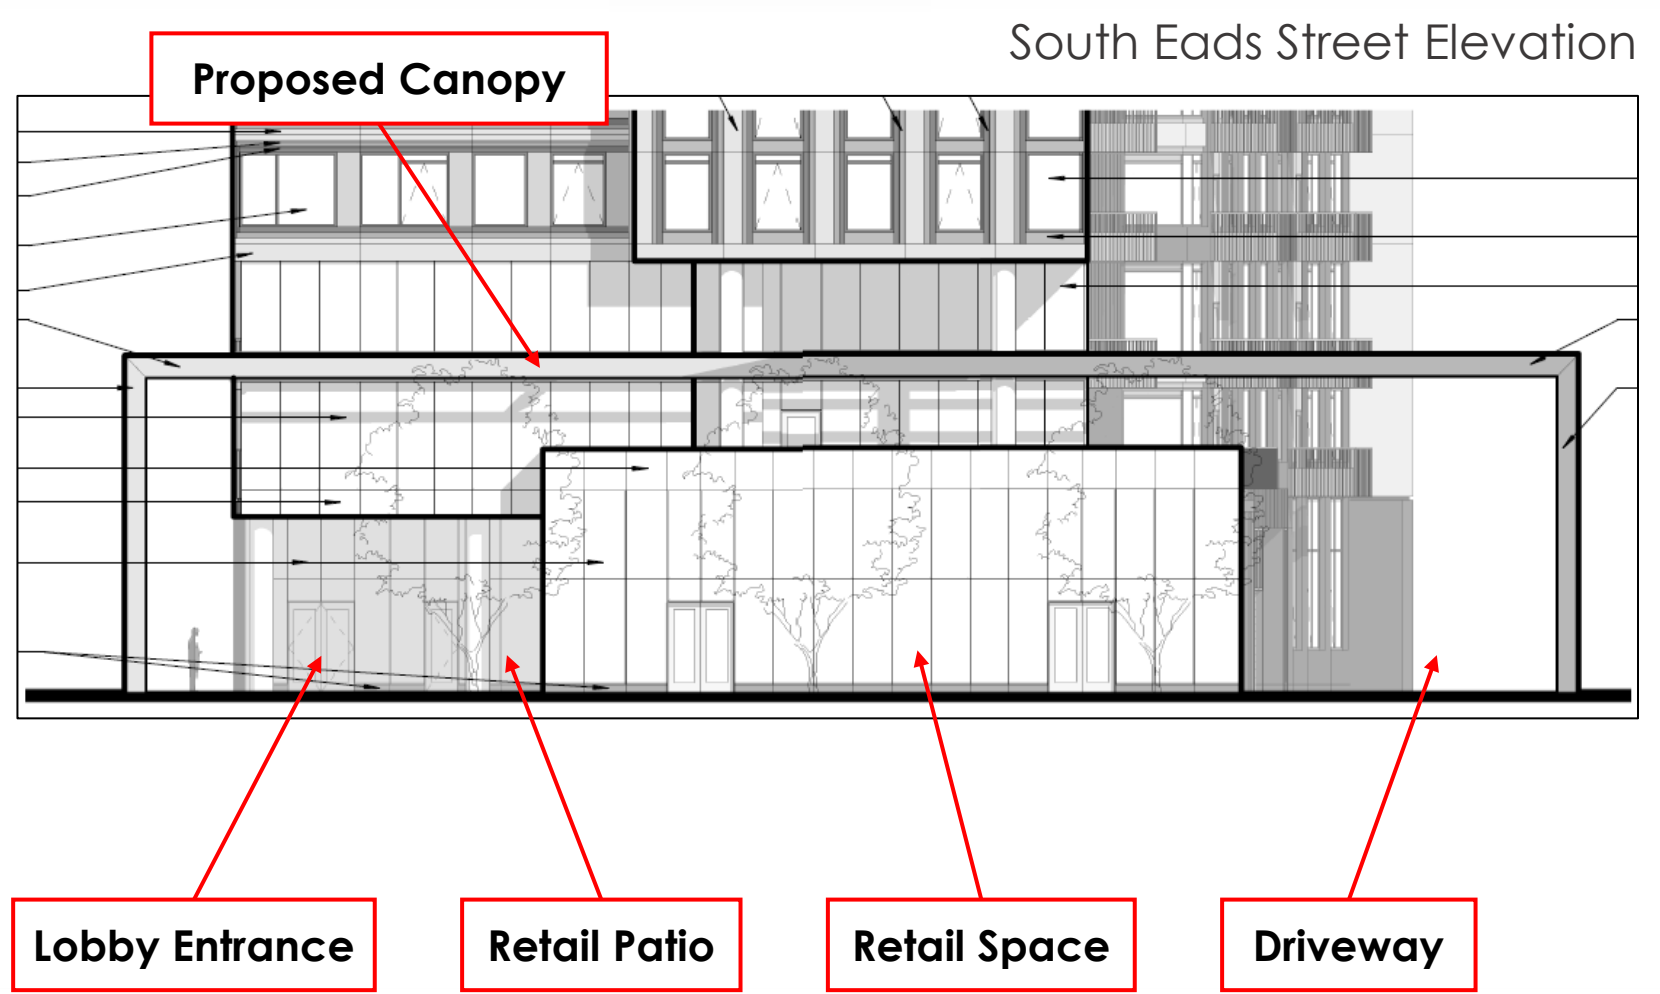 South Eads Street Elevation
Proposed Canopy
Lobby Entrance
Retail Patio
Retail Space
Driveway